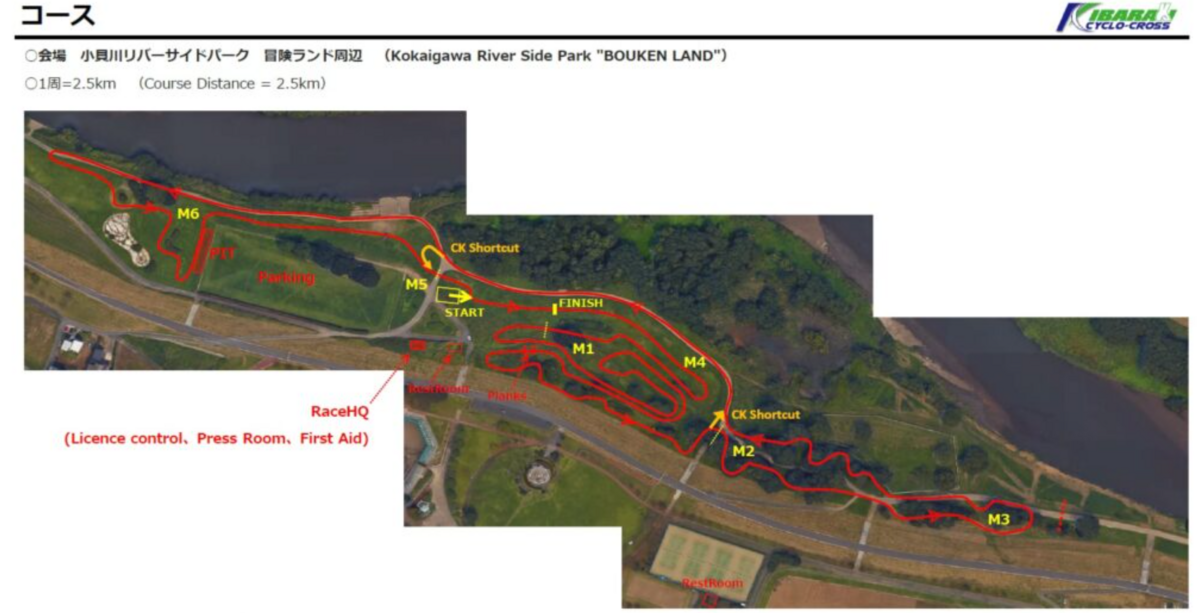 コース
IBARAKI
CYCLO-CROSS
○会場　小貝川リバーサイドパーク　冒険ランド周辺　（Kokaigawa River Side Park "BOUKEN LAND"）
○1周=2.5km　（Course Distance = 2.5km）
M6
PIT
Parking
CK Shortcut
M5
START
FINISH
M1
M4
RestRoom
Planks
RaceHQ
(Licence control、Press Room、First Aid)
CK Shortcut
M2
M3
RestRoom